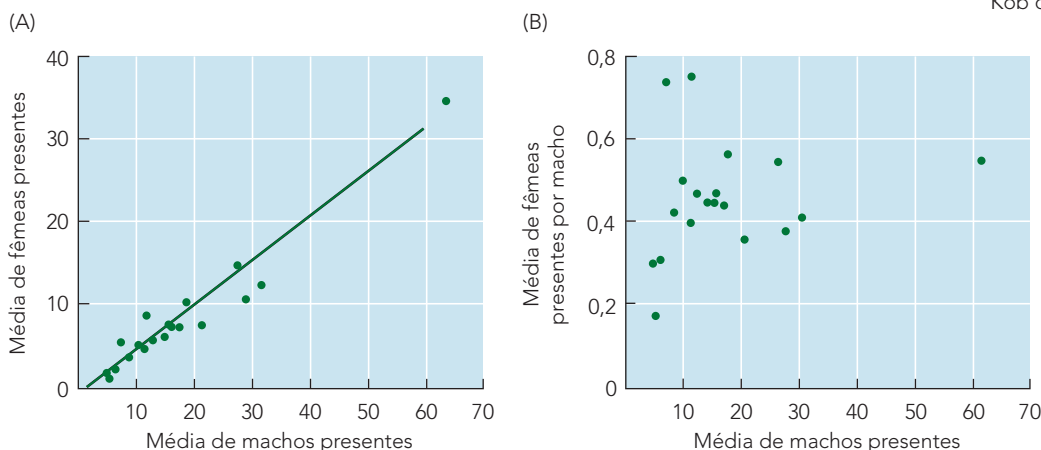 Kob d
(A)
40
30
20
10
0
Média de fêmeas presentes
10 20 30 40 50 60 70
Média de machos presentes
(B)
0,8
0,6
0,4
0,2
0
Média de fêmeas
presentes por macho
10 20 30 40 50 60 70
Média de machos presentes